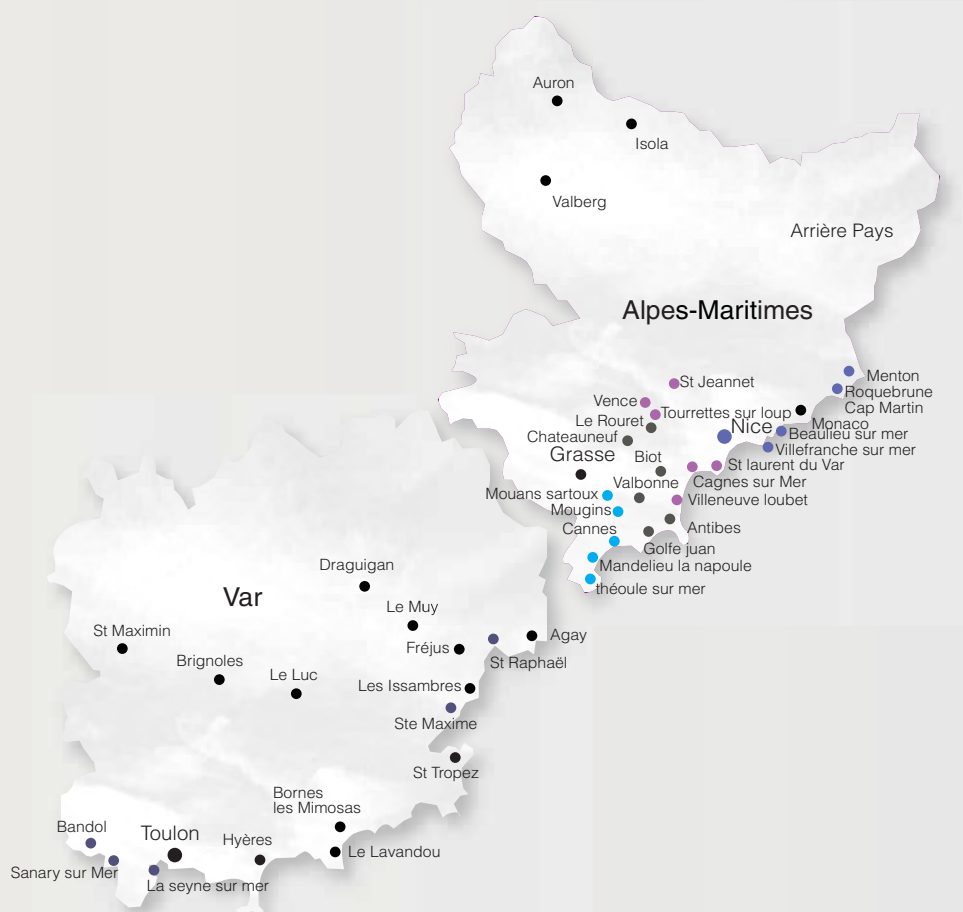 Auron
Isola
Valberg
Arrière Pays
Alpes-Maritimes
Menton
St Jeannet
Roquebrune
Cap Martin
Vence
Tourrettes sur loup
Monaco
Le Rouret
Nice
Beaulieu sur mer
Chateauneuf
Villefranche sur mer
Grasse
Biot
St laurent du Var
Valbonne
Cagnes sur Mer
Mouans sartoux
Villeneuve loubet
Mougins
Cannes
Antibes
Golfe juan
Mandelieu la napoule
théoule sur mer
Draguigan
Var
Le Muy
St Maximin
Agay
Fréjus
St Raphaël
Brignoles
Le Luc
Les Issambres
Ste Maxime
St Tropez
Bornes
les Mimosas
Bandol
Toulon
Hyères
Le Lavandou
Sanary sur Mer
La seyne sur mer